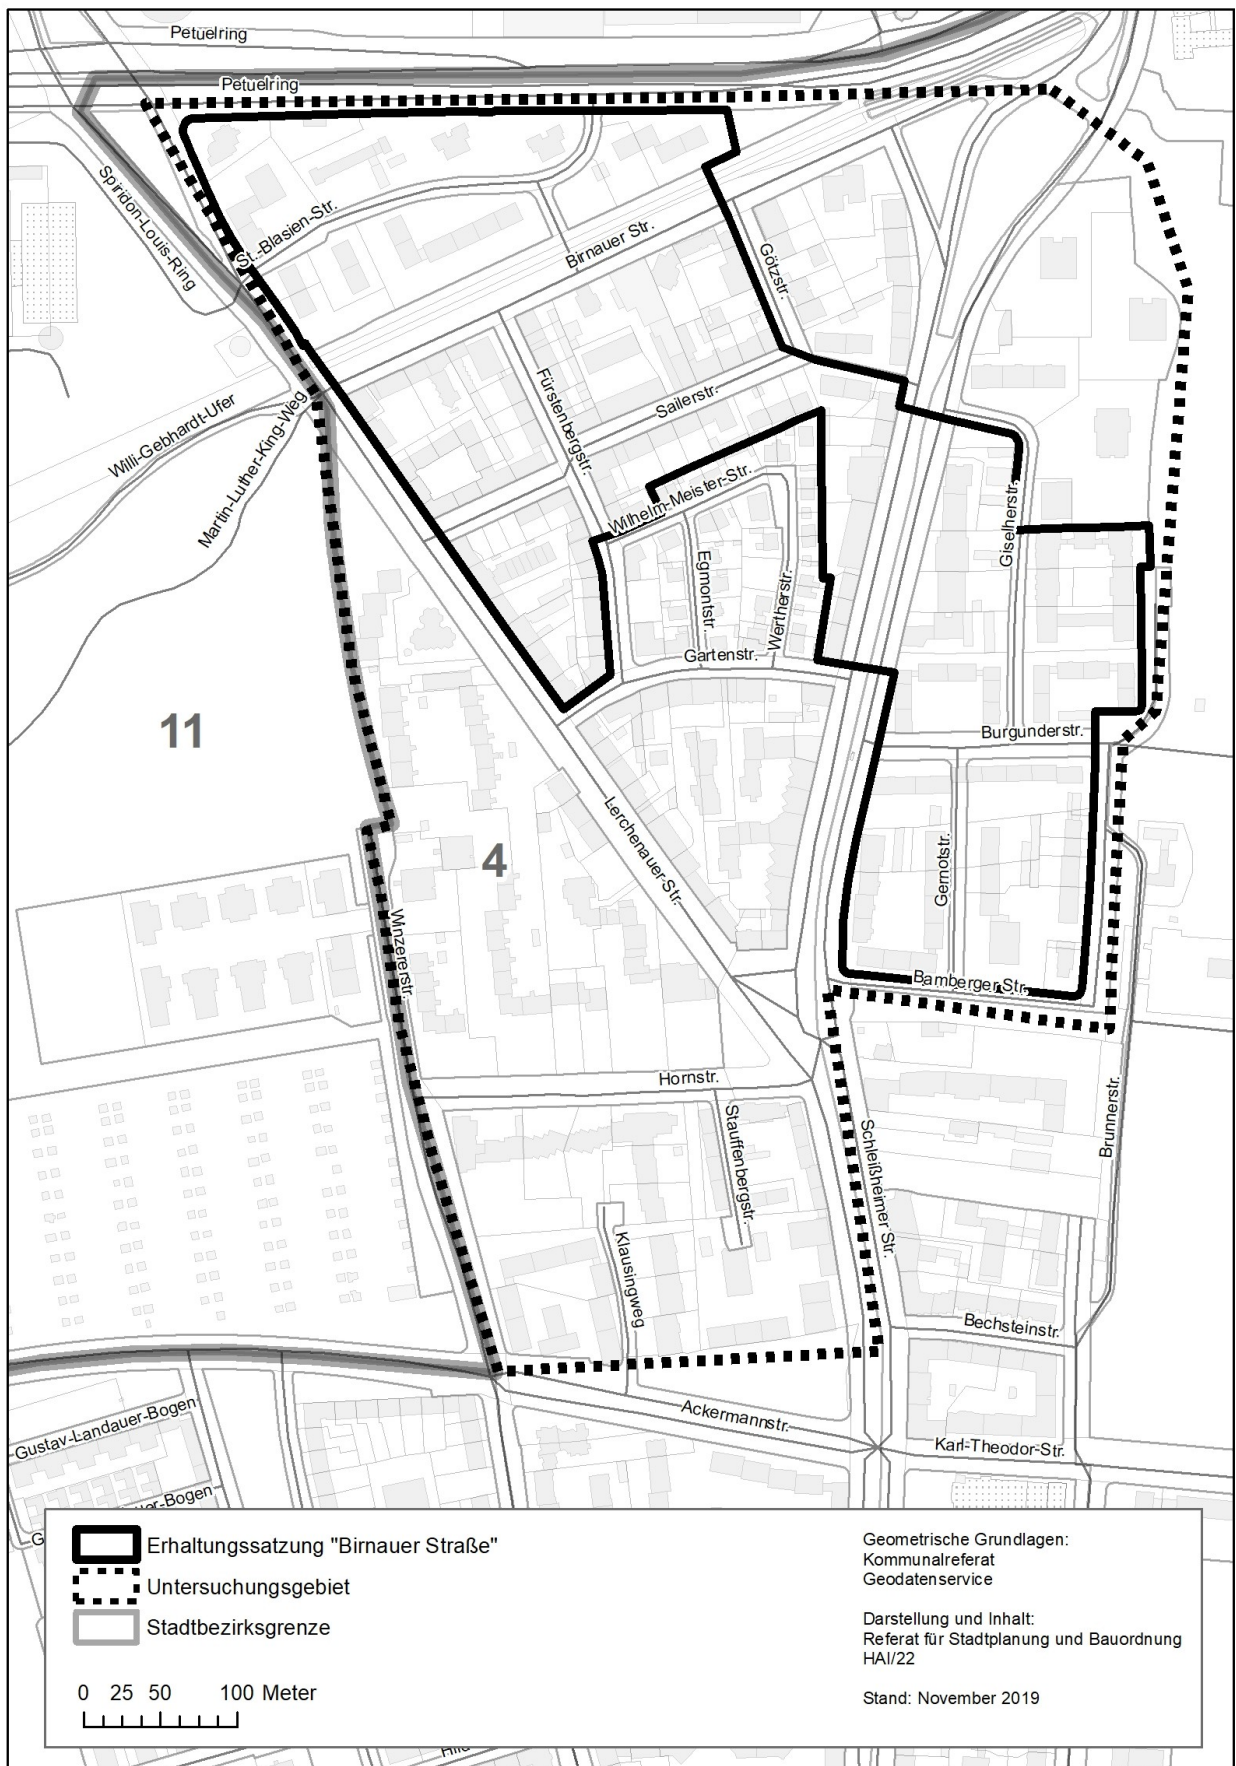 Petuelring
Petuelring
Spiridon-Louis-Ring
St.-Blasien-Str.
Birnauer Str.
Götzstr.
Fürstenbergstr.
Sailerstr.
Willi-Gebhardt-Ufer
Martin-Luther-King-Weg
Wilhelm-Meister-Str.
Egmontstr.
Wertherstr.
Giselherstr.
Gartenstr.
11
Burgunderstr.
4
Lerchenauer-Str.
Gernotstr.
Winzererstr.
Bamberger Str.
Hornstr.
Stauffenbergstr.
Schleißheimer Str.
Brunnerstr.
Klausingweg
Bechsteinstr.
Ackermannstr.
Karl-Theodor-Str.
Gustav-Landauer-Bogen
uer-Bogen
Erhaltungssatzung "Birnauer Straße"
Untersuchungsgebiet
Stadtbezirksgrenze
0 25 50 100 Meter
Geometrische Grundlagen:
Kommunalreferat
Geodatenservice
Darstellung und Inhalt:
Referat für Stadtplanung und Bauordnung
HAI/22
Stand: November 2019